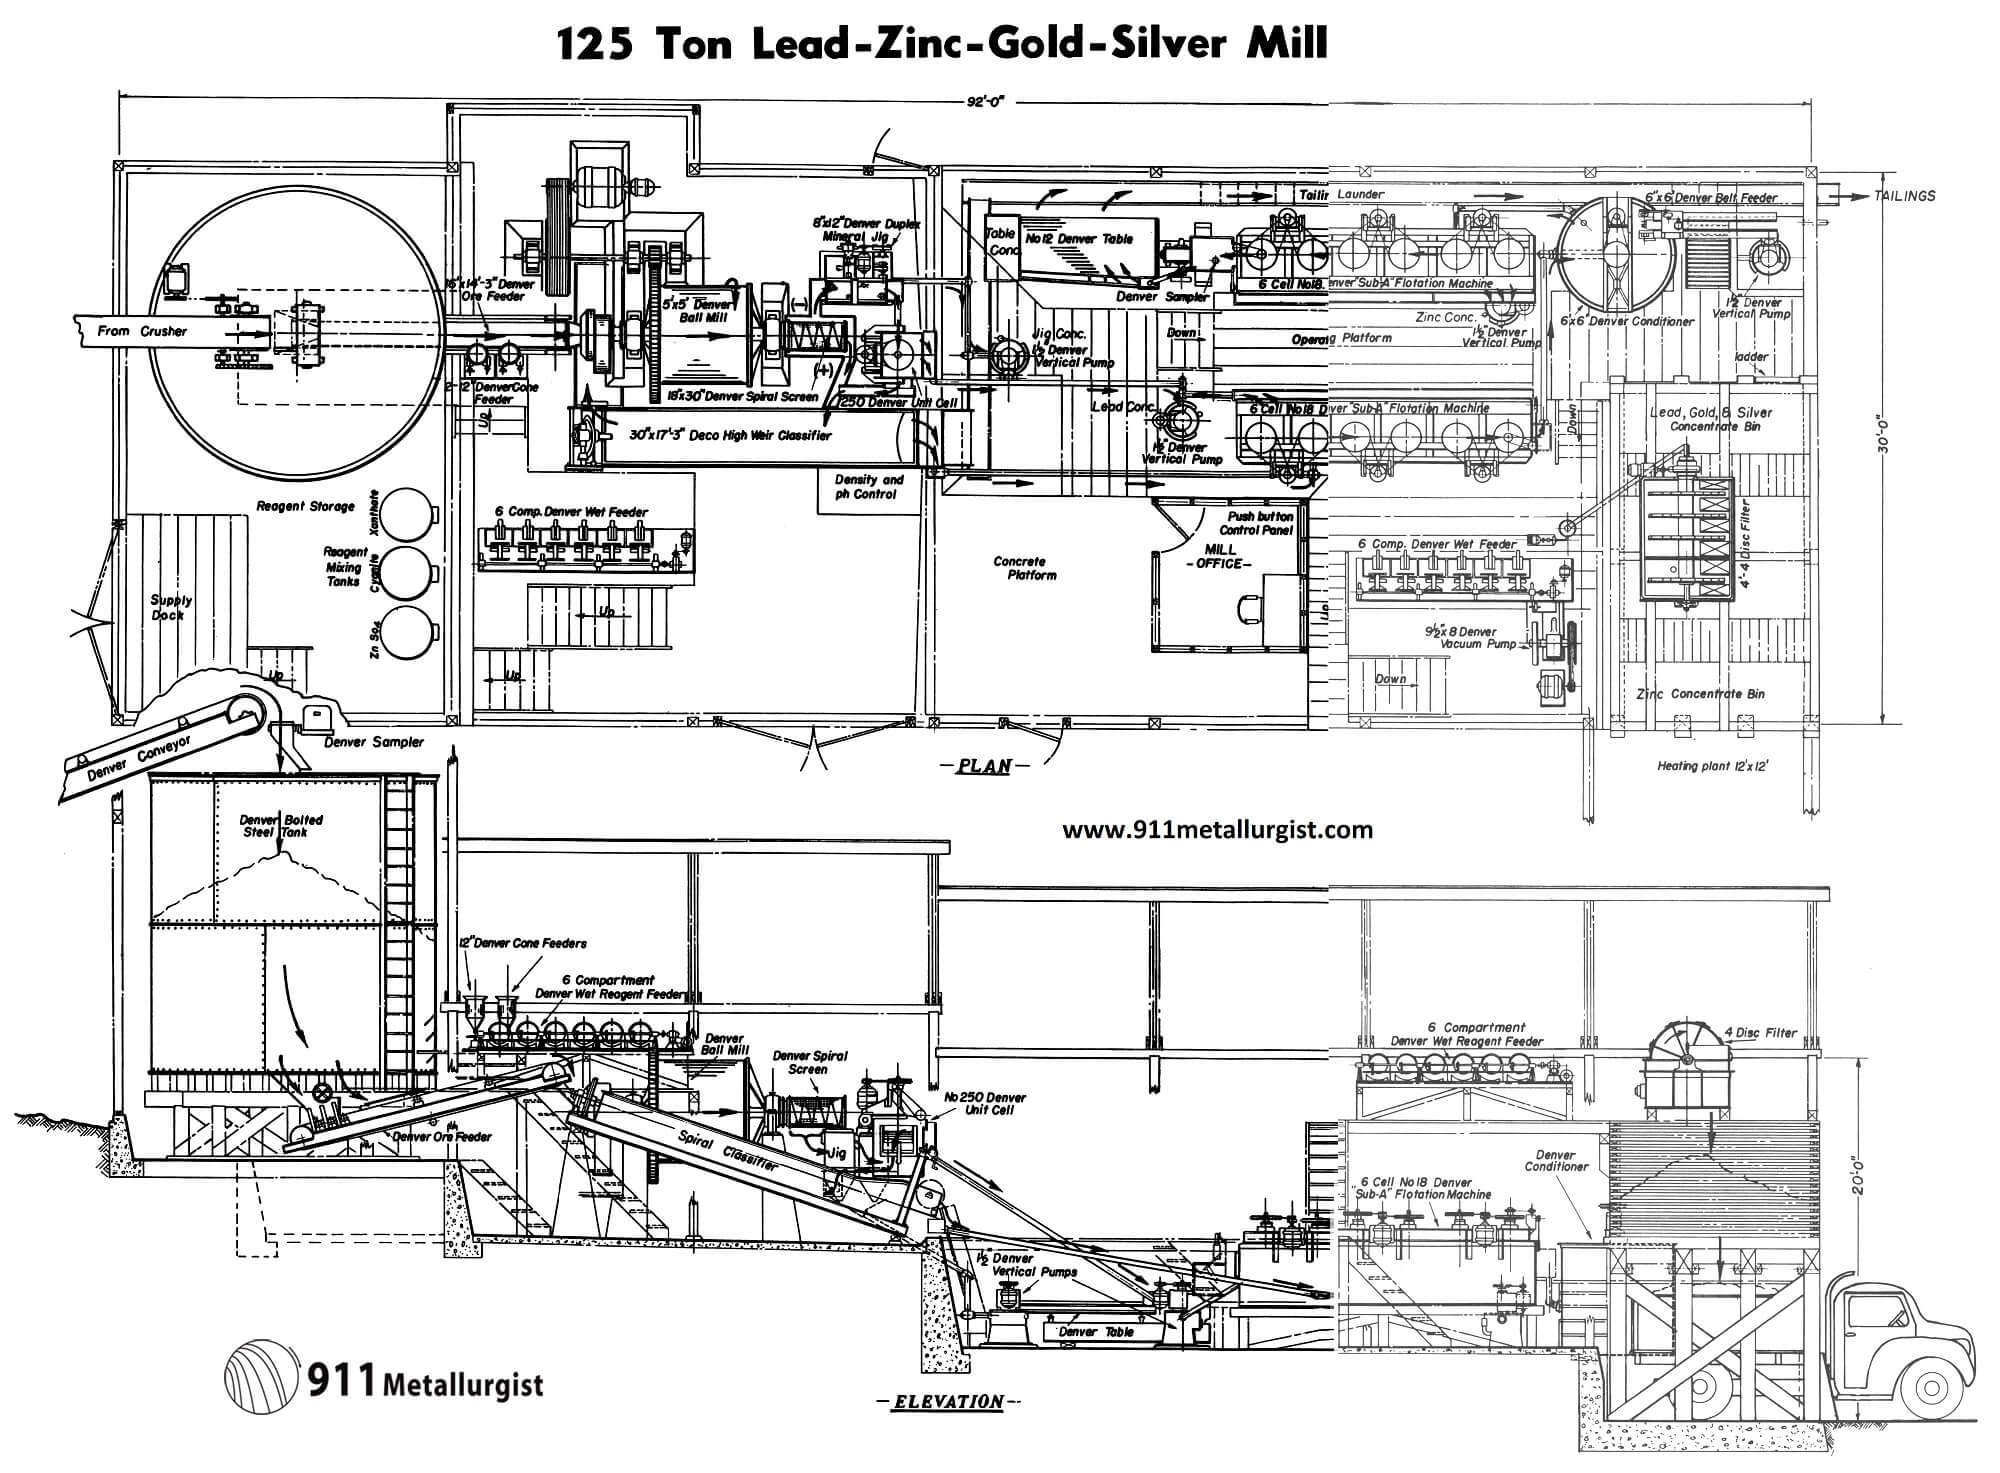 125 Ton Lead-Zinc-Gold-Silver Mill
92'-0"
TAILINGS
6"x6' Denver Belt Feeder
Launder
8"x12" Denver Duplex
Mineral Jig
Table
Conc.
No12 Denver Table
16"x14'-3" Denver
Ore Feeder
5'x5' Denver
Ball Mill
(-)
Denver Sampler
6 Cell No18.
enver "Sub-A" Flotation Machine
Zinc Conc.
1½" Denver
Vertical Pump
1½" Denver
Vertical Pump
6'x6' Denver Conditioner
From Crusher
Jig Conc.
1½" Denver
Vertical Pump
Down
Platform
ladder
(+)
2-12" Denver Cone
Feeder
18"x30" Denver Spiral Screen
250 Denver Unit Cell
Up
Lead Conc.
6 Cell No18 D
ver "Sub-A" Flotation Machine
Down
Lead, Gold, & Silver
Concentrate Bin
30'-0"
30"x17'-3" Deco High Weir Classifier
1½" Denver
Vertical Pump
Density and
ph Control
Reagent Storage
Xanthate
6 Comp. Denver Wet Feeder
Push button
Control Panel
MILL
-OFFICE-
6 Comp. Denver Wet Feeder
4'-4 Disc Filter
Reagent
Mixing
Tanks
Concrete
Platform
Supply
Dock
Up
Up
9½"x8 Denver
Vacuum Pump
Zn So4
Up
Up
Down
Zinc Concentrate Bin
Denver Sampler
Denver Conveyor
-PLAN-
Heating plant 12'x12'
Denver Bolted
Steel Tank
www.911metallurgist.com
12" Denver Cone Feeders
6 Compartment
Denver Wet Reagent Feeder
6 Compartment
Denver Wet Reagent Feeder
4 Disc Filter
Denver
Ball Mill
Denver Spiral
Screen
No 250 Denver
Unit Cell
Denver Ore Feeder
Spiral Classifier
Jig
Denver
Conditioner
6 Cell No18 Denver
"Sub-A" Flotation Machine
20'-0"
1½" Denver
Vertical Pumps
Denver Table
911Metallurgist
-ELEVATION-